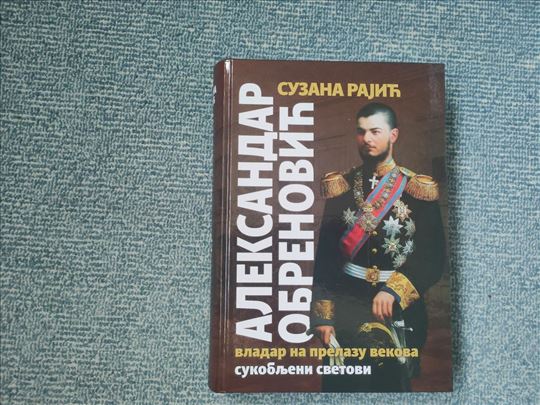 СУЗАНА РАЈИЋ
АЛЕКСАНДАР
ОБРЕНОВИЋ
владар на прелазу векова
сукобљени светови